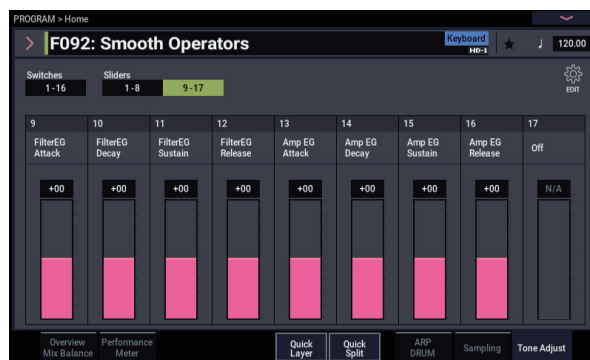 PROGRAM > Home
F092: Smooth Operators
Keyboard
HD-1
♩ 120.00
Switches
Sliders
1-16
1-8
9-17
EDIT
9 10 11 12 13 14 15 16 17
FilterEG Attack
FilterEG Decay
FilterEG Sustain
FilterEG Release
Amp EG Attack
Amp EG Decay
Amp EG Sustain
Amp EG Release
Off
+00 +00 +00 +00 +00 +00 +00 +00 N/A
Overview Mix Balance
Performance Meter
Quick Layer
Quick Split
ARP DRUM
Sampling
Tone Adjust